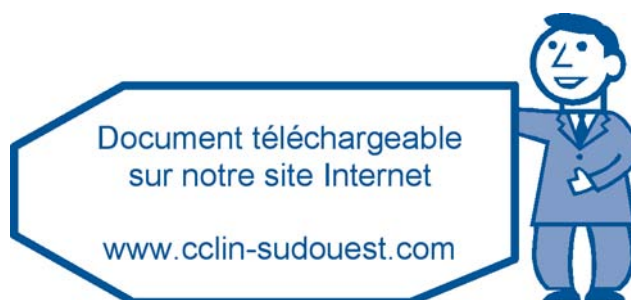 Document téléchargeable
sur notre site Internet
www.cclin-sudouest.com